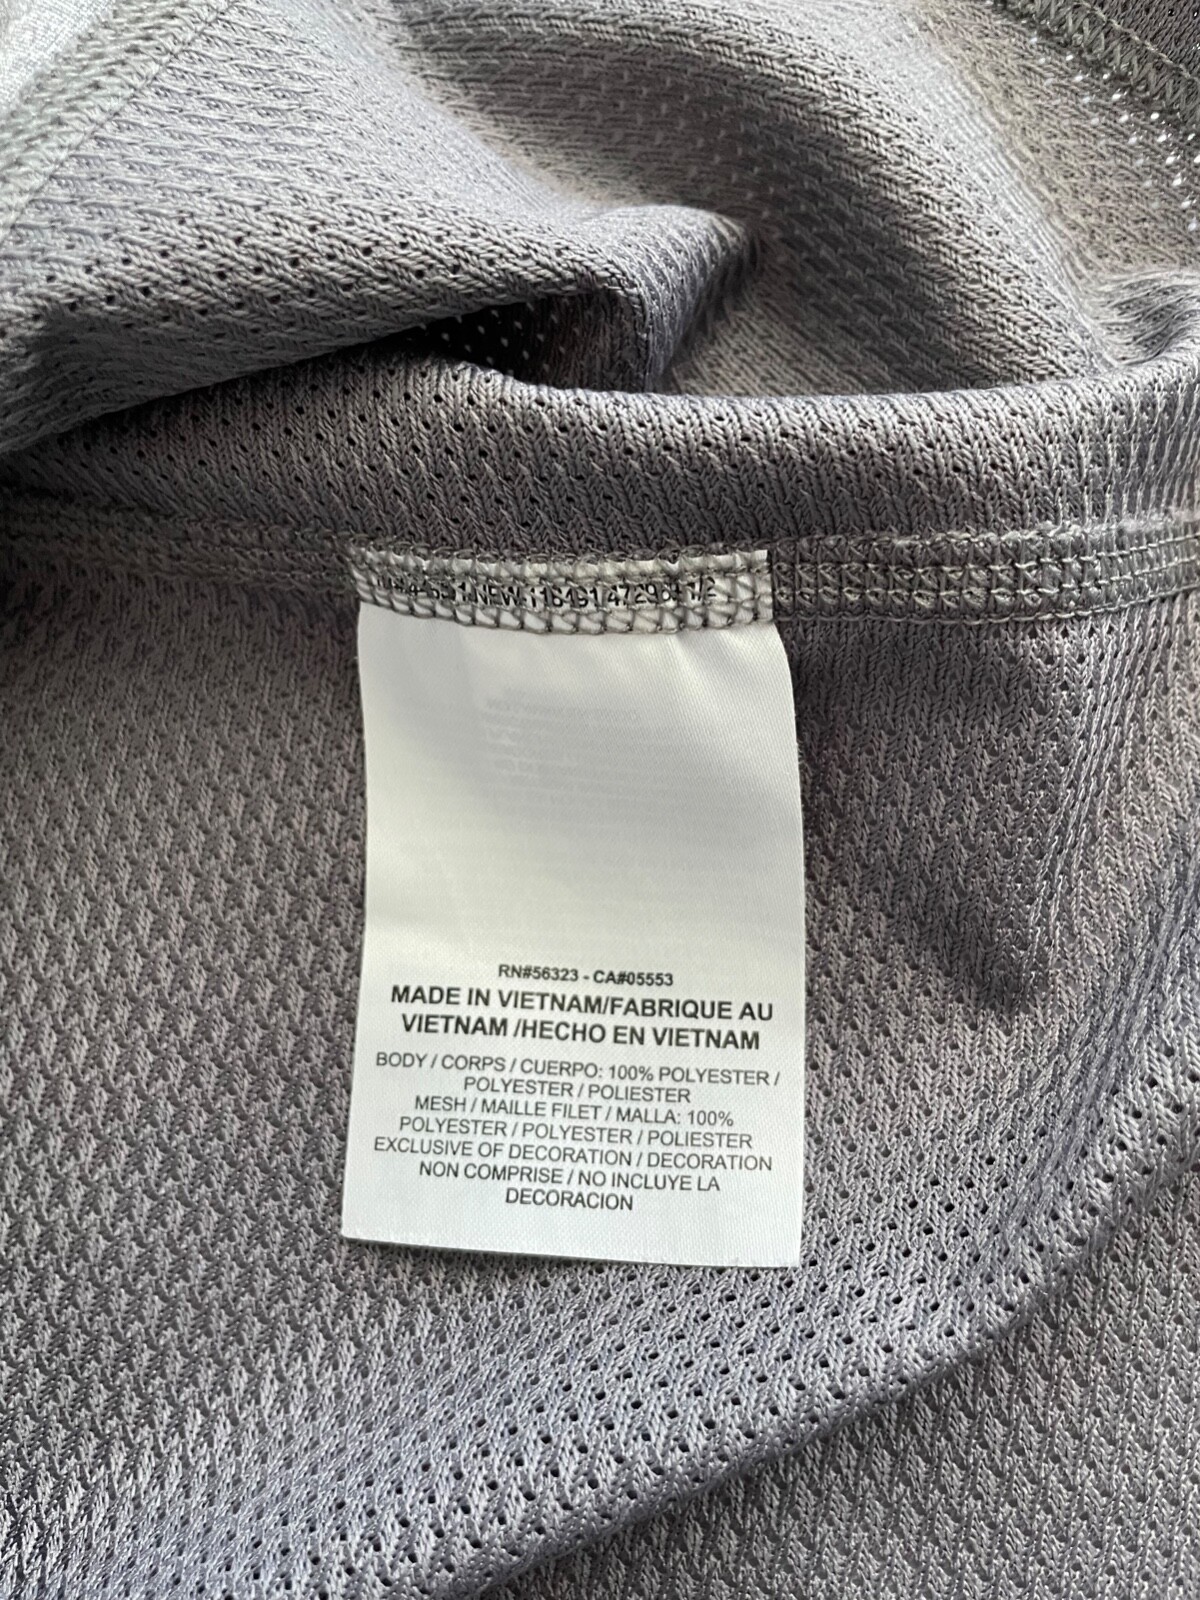 RN#56323 - CA#05553
MADE IN VIETNAM/FABRIQUE AU
VIETNAM /HECHO EN VIETNAM
BODY / CORPS / CUERPO: 100% POLYESTER /
POLYESTER / POLIESTER
MESH / MAILLE FILET / MALLA: 100%
POLYESTER / POLYESTER / POLIESTER
EXCLUSIVE OF DECORATION / DECORATION
NON COMPRISE / NO INCLUYE LA
DECORACION